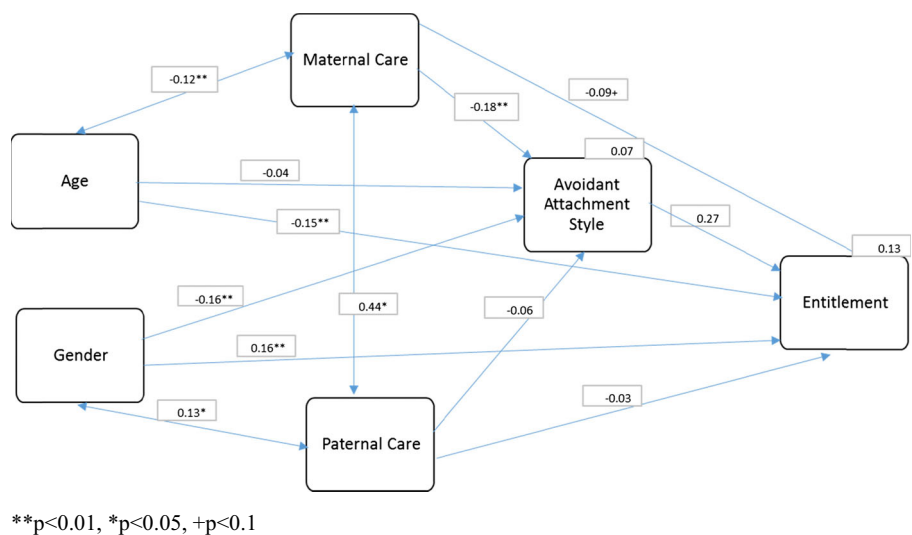 Maternal Care
-0.12**
-0.09+
-0.18**
0.07
Age
-0.04
Avoidant
Attachment
Style
-0.15**
0.27
0.13
Entitlement
-0.16**
0.44*
-0.06
Gender
0.16**
-0.03
0.13*
Paternal Care
**p<0.01, *p<0.05, +p<0.1